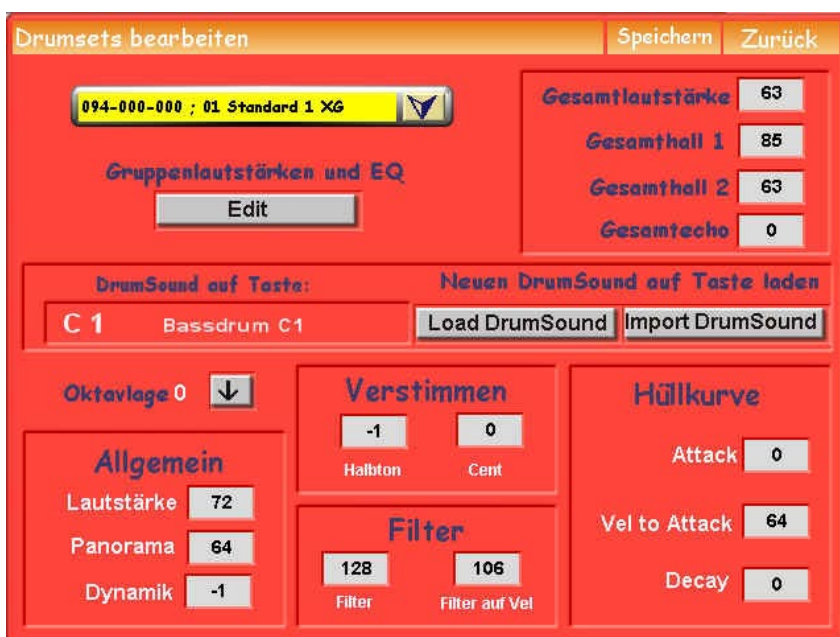 Drumsets bearbeiten
Speichern
Zurück
094-000-000 ; 01 Standard 1 XG
Gruppenlautstärken und EQ
Edit
Gesamtlautstärke 63
Gesamthall 1 85
Gesamthall 2 63
Gesamtecho 0
DrumSound auf Taste:
C 1 Bassdrum C1
Neuen DrumSound auf Taste laden
Load DrumSound
Import DrumSound
Oktavlage 0
Allgemein
Lautstärke 72
Panorama 64
Dynamik -1
Verstimmen
-1 0
Halbton Cent
Filter
128 106
Filter Filter auf Vel
Hüllkurve
Attack 0
Vel to Attack 64
Decay 0